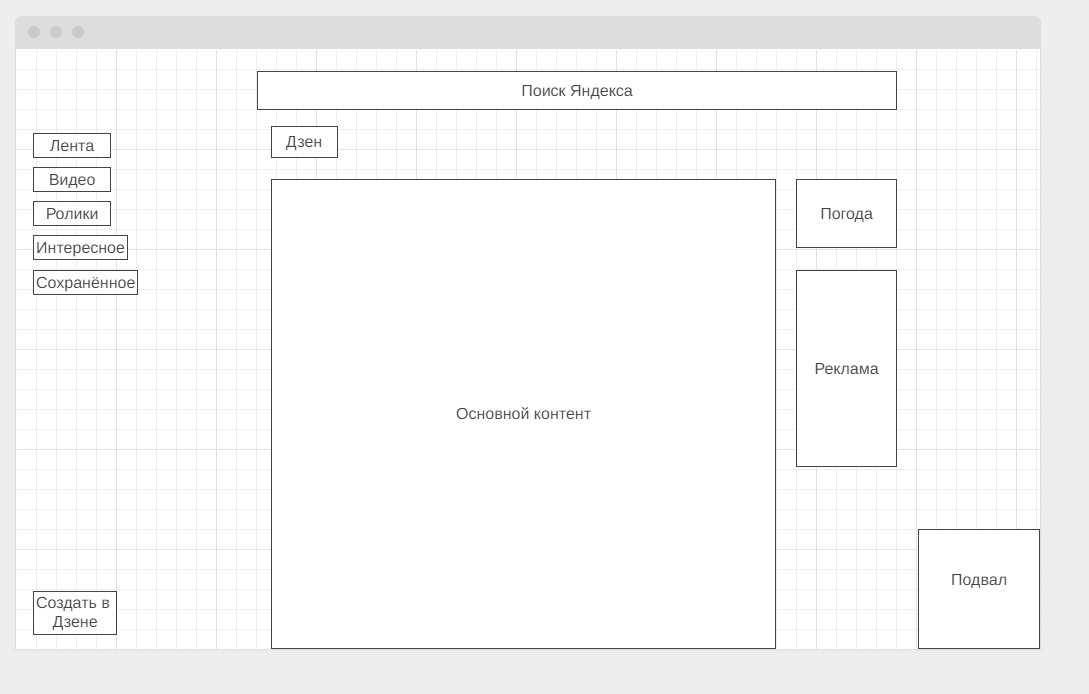 Поиск Яндекса
Дзен
Лента
Видео
Ролики
Интересное
Сохранённое
Создать в
Дзене
Основной контент
Погода
Реклама
Подвал